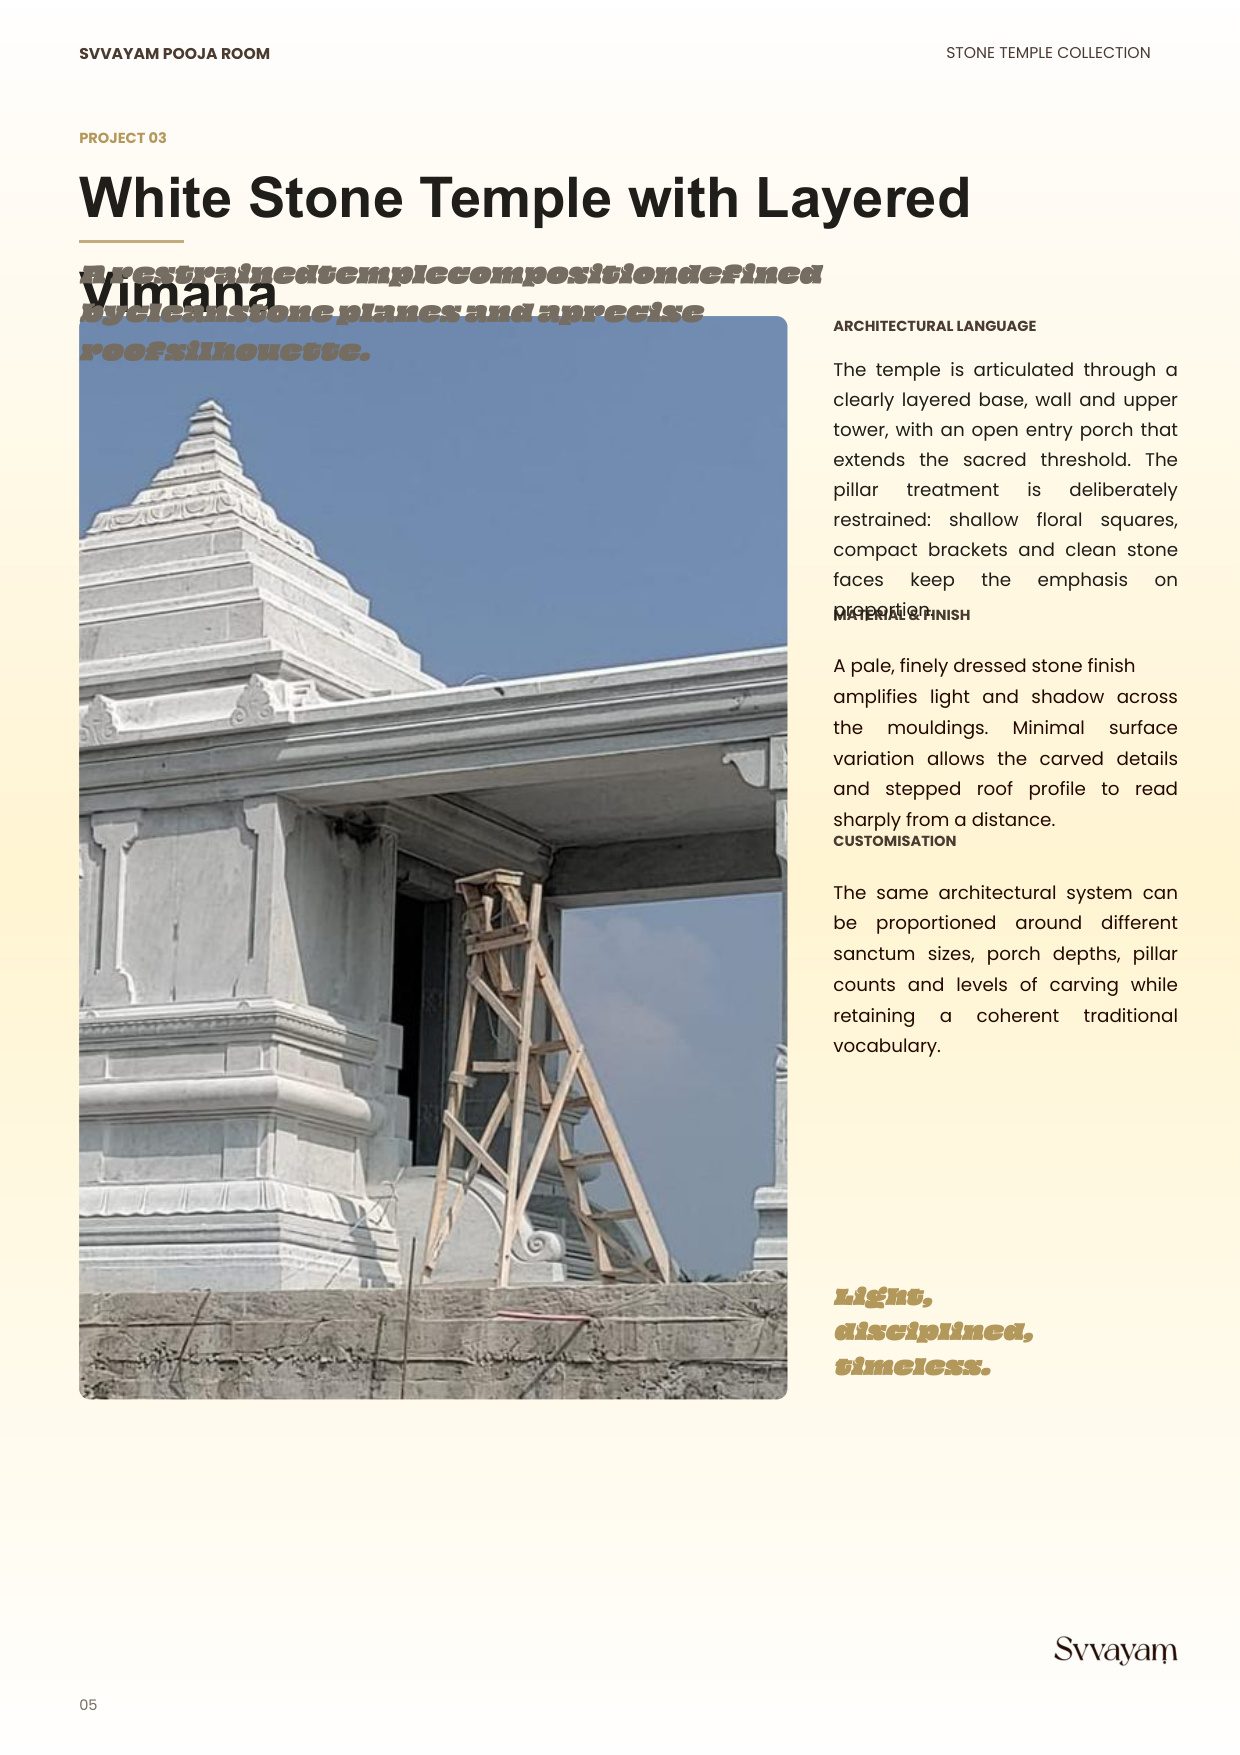 SVVAYAM POOJA ROOM
STONE TEMPLE COLLECTION
PROJECT 03
White Stone Temple with Layered
Vimana
A restrainedtemplecompositiondefined
bycleanstone planes and aprecise
roofsilhouette.
ARCHITECTURAL LANGUAGE
The temple is articulated through a
clearly layered base, wall and upper
tower, with an open entry porch that
extends the sacred threshold. The
pillar treatment is deliberately
restrained: shallow floral squares,
compact brackets and clean stone
faces keep the emphasis on
proportion.
MATERIAL & FINISH
A pale, finely dressed stone finish
amplifies light and shadow across
the mouldings. Minimal surface
variation allows the carved details
and stepped roof profile to read
sharply from a distance.
CUSTOMISATION
The same architectural system can
be proportioned around different
sanctum sizes, porch depths, pillar
counts and levels of carving while
retaining a coherent traditional
vocabulary.
Light,
disciplined,
timeless.
Svvayam
05